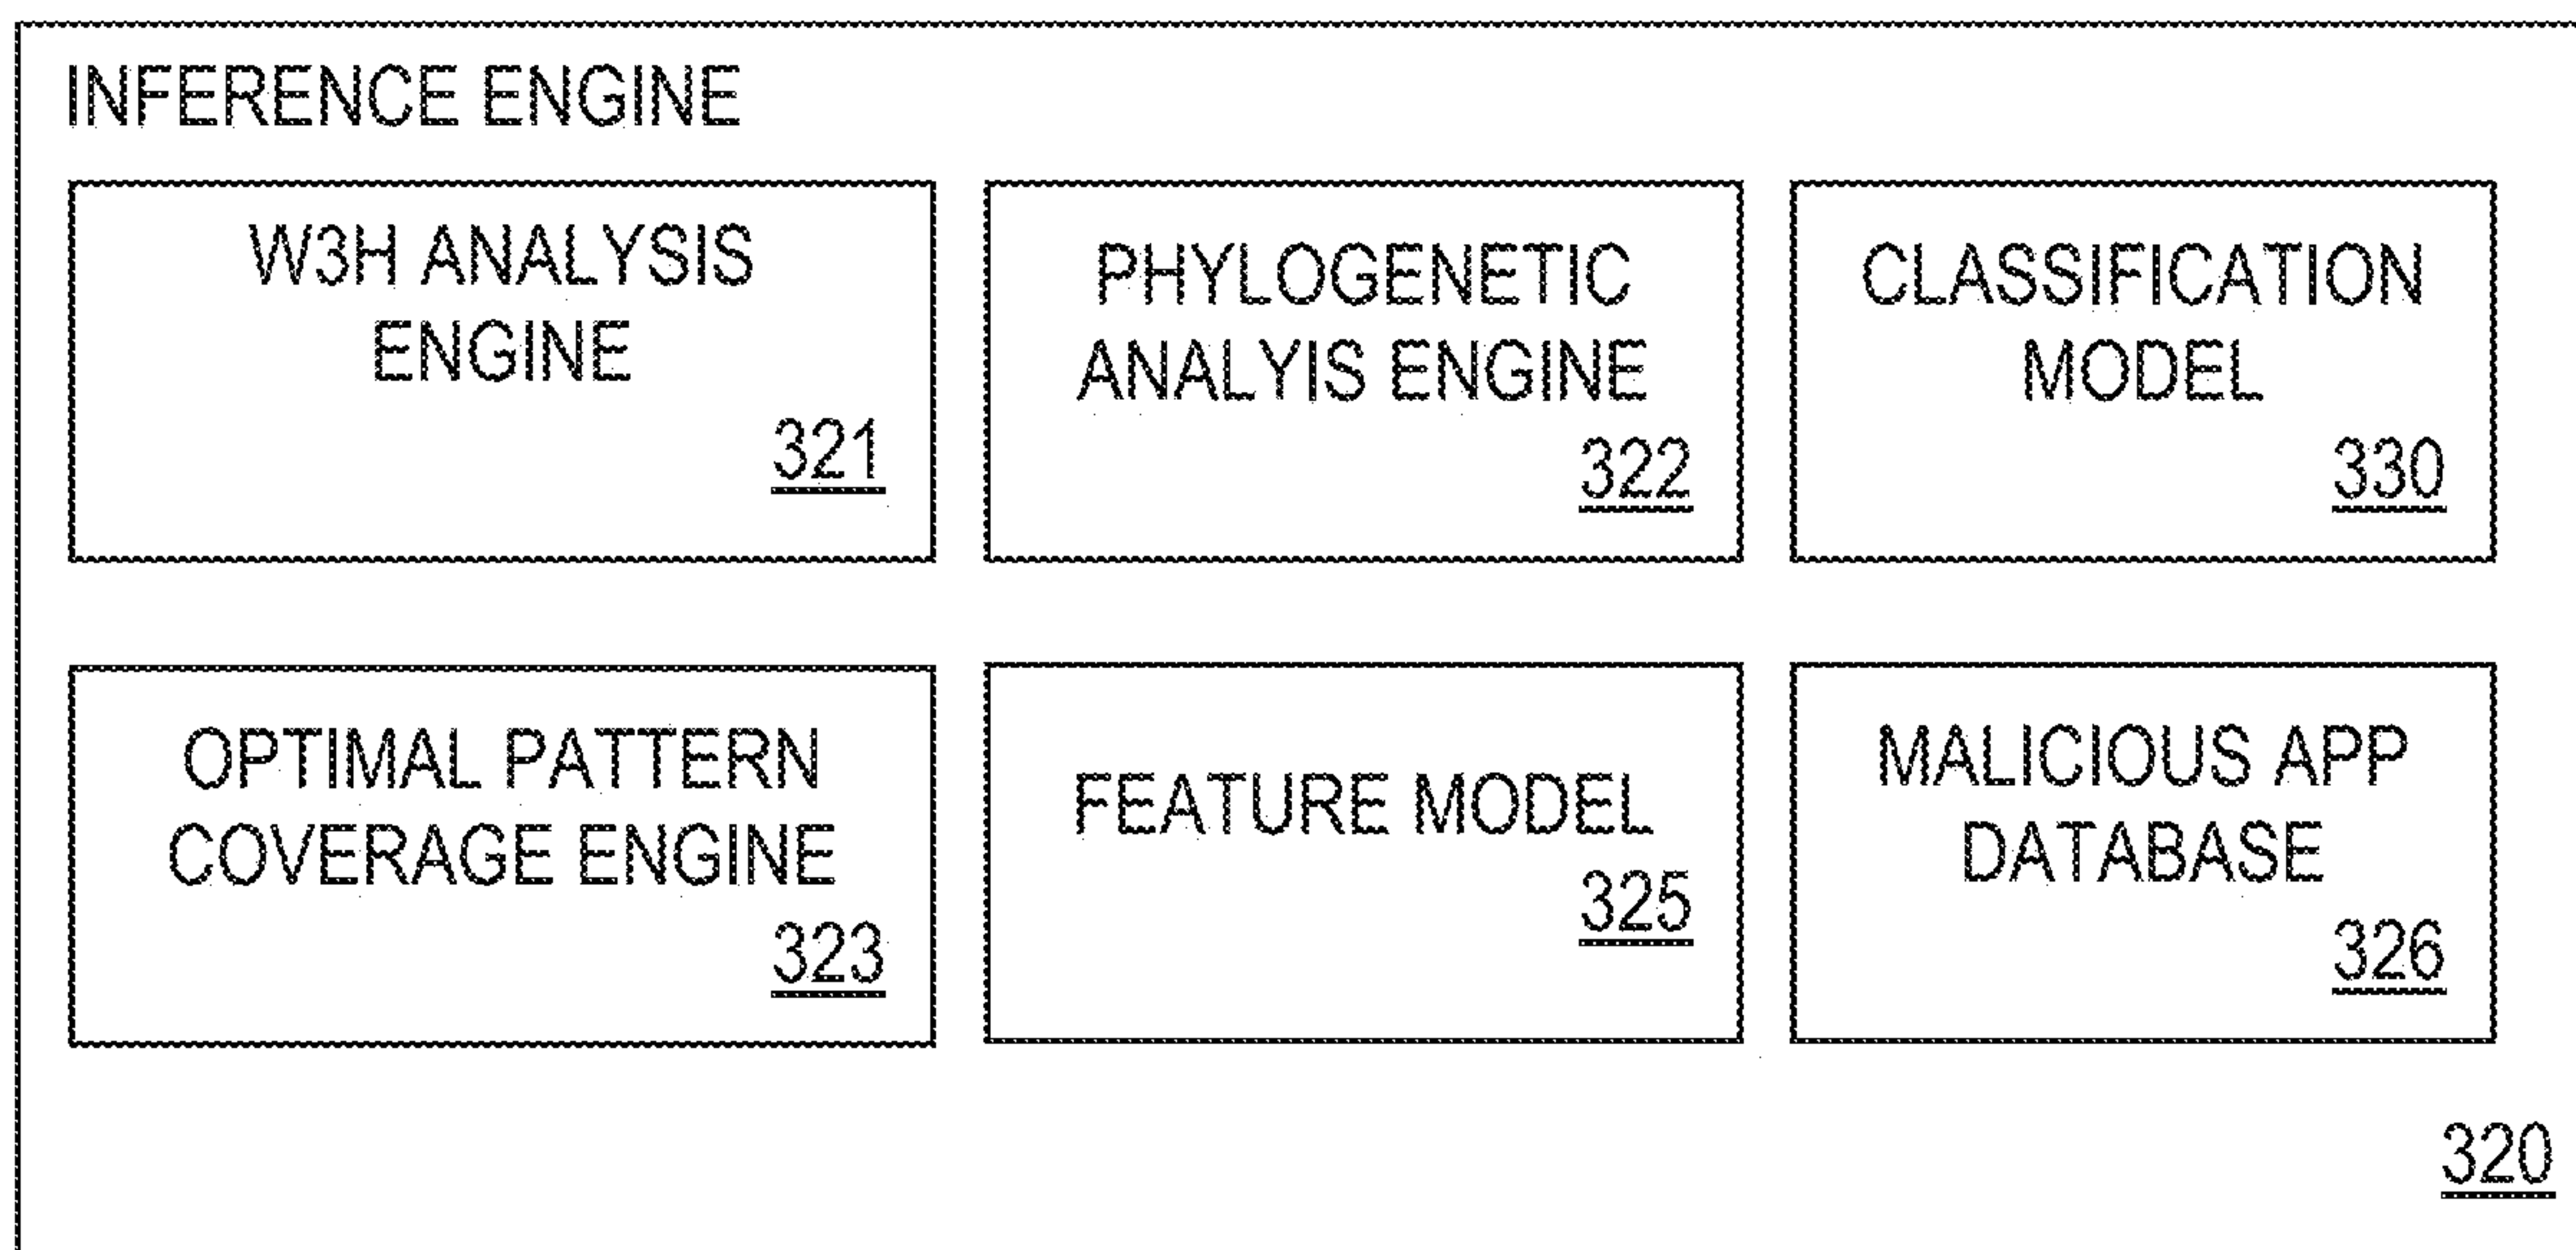 INFERENCE ENGINE
W3H ANALYSIS
ENGINE
321
PHYLOGENETIC
ANALYIS ENGINE
322
CLASSIFICATION
MODEL
330
OPTIMAL PATTERN
COVERAGE ENGINE
323
FEATURE MODEL
325
MALICIOUS APP
DATABASE
326
320